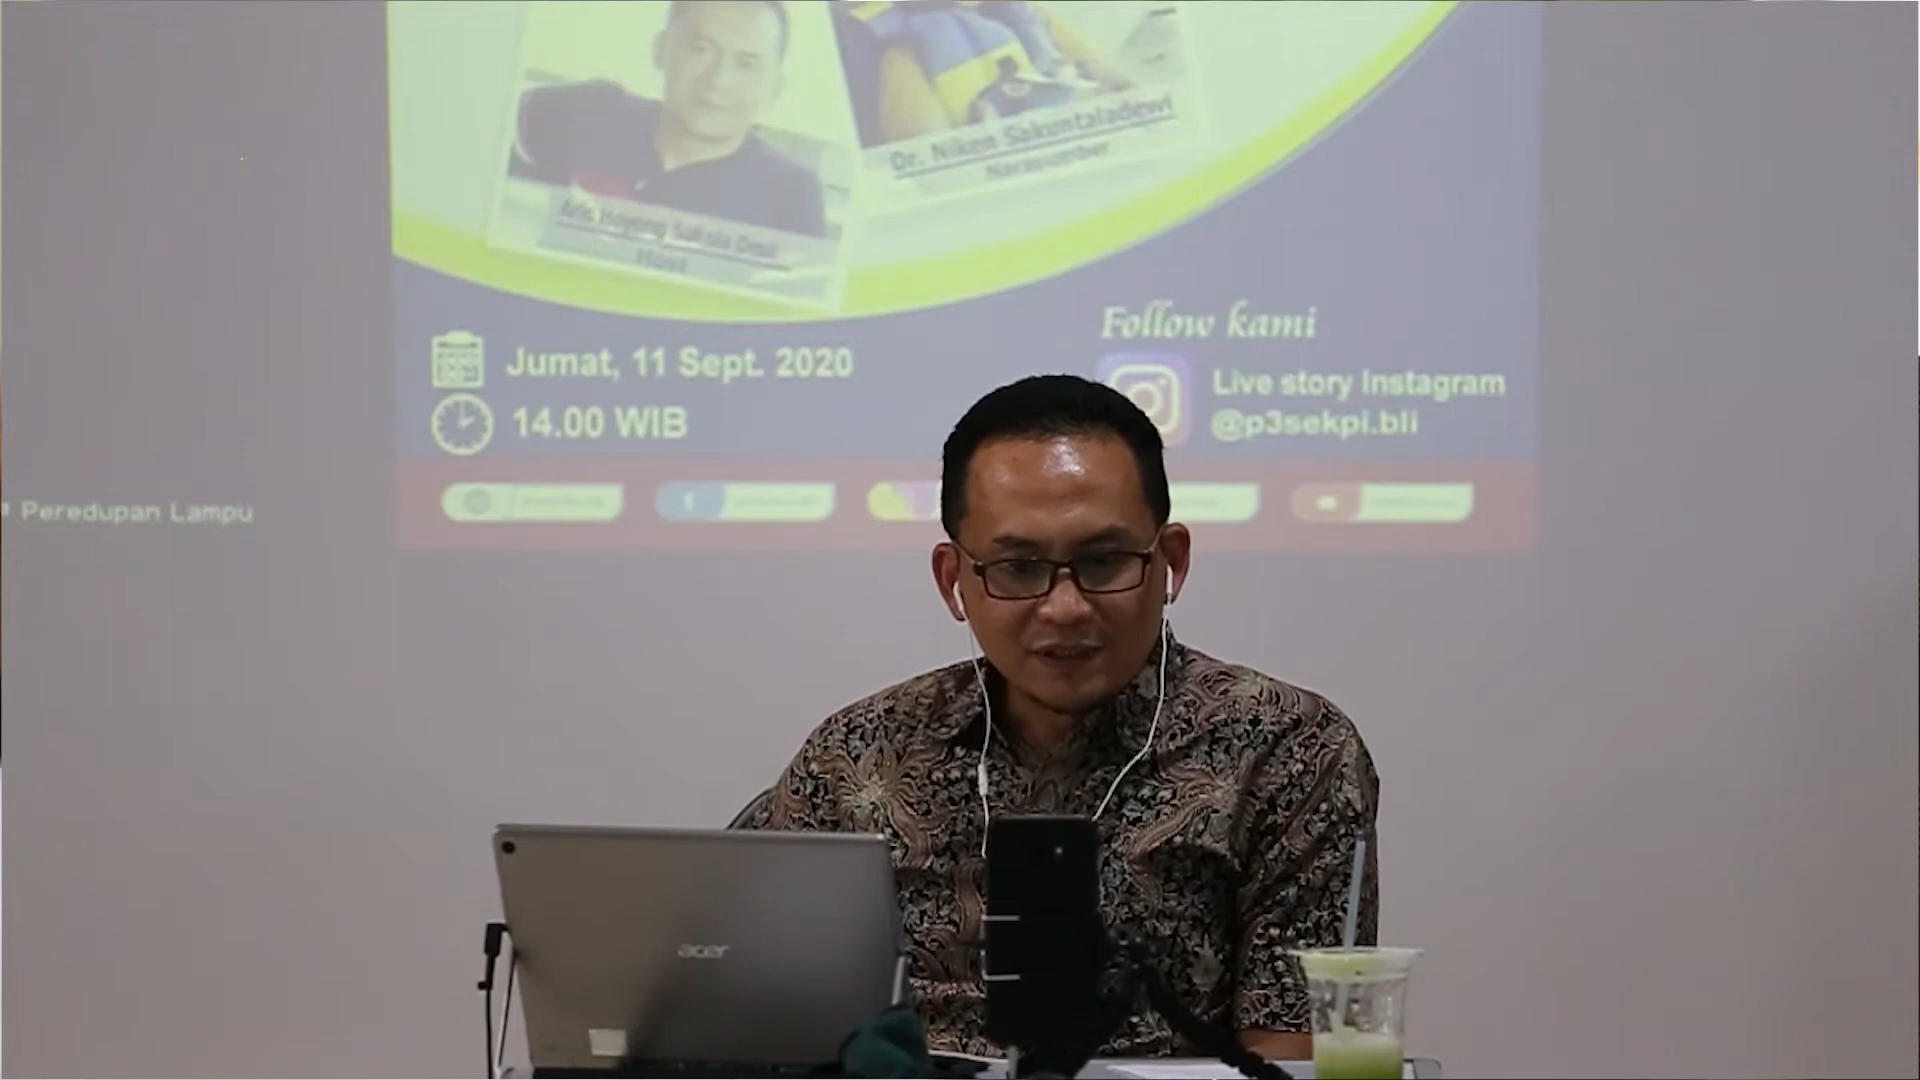 Dr. Niken Sakuntaladewi
Narasumber
Host
Jumat, 11 Sept. 2020
14.00 WIB
Follow kami
Live story Instagram
@p3sekpi.bli
Peredupan Lampu
acer